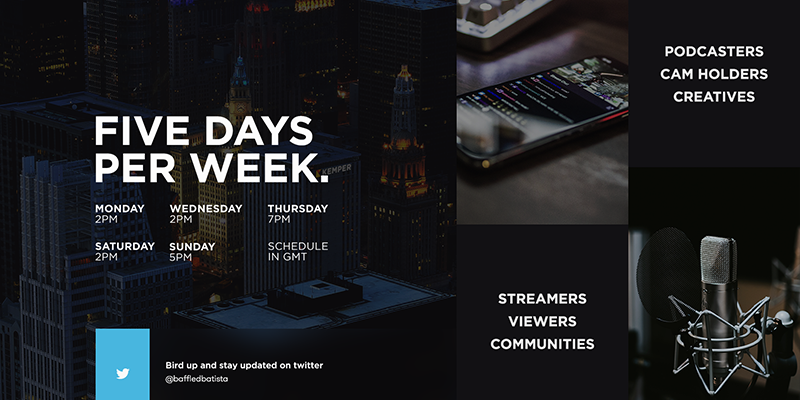 FIVE DAYS
PER WEEK.
KEMPER
MONDAY
2PM
WEDNESDAY
2PM
THURSDAY
7PM
SATURDAY
2PM
SUNDAY
5PM
SCHEDULE
IN GMT
Bird up and stay updated on twitter
@baffledbatista
PODCASTERS
CAM HOLDERS
CREATIVES
STREAMERS
VIEWERS
COMMUNITIES